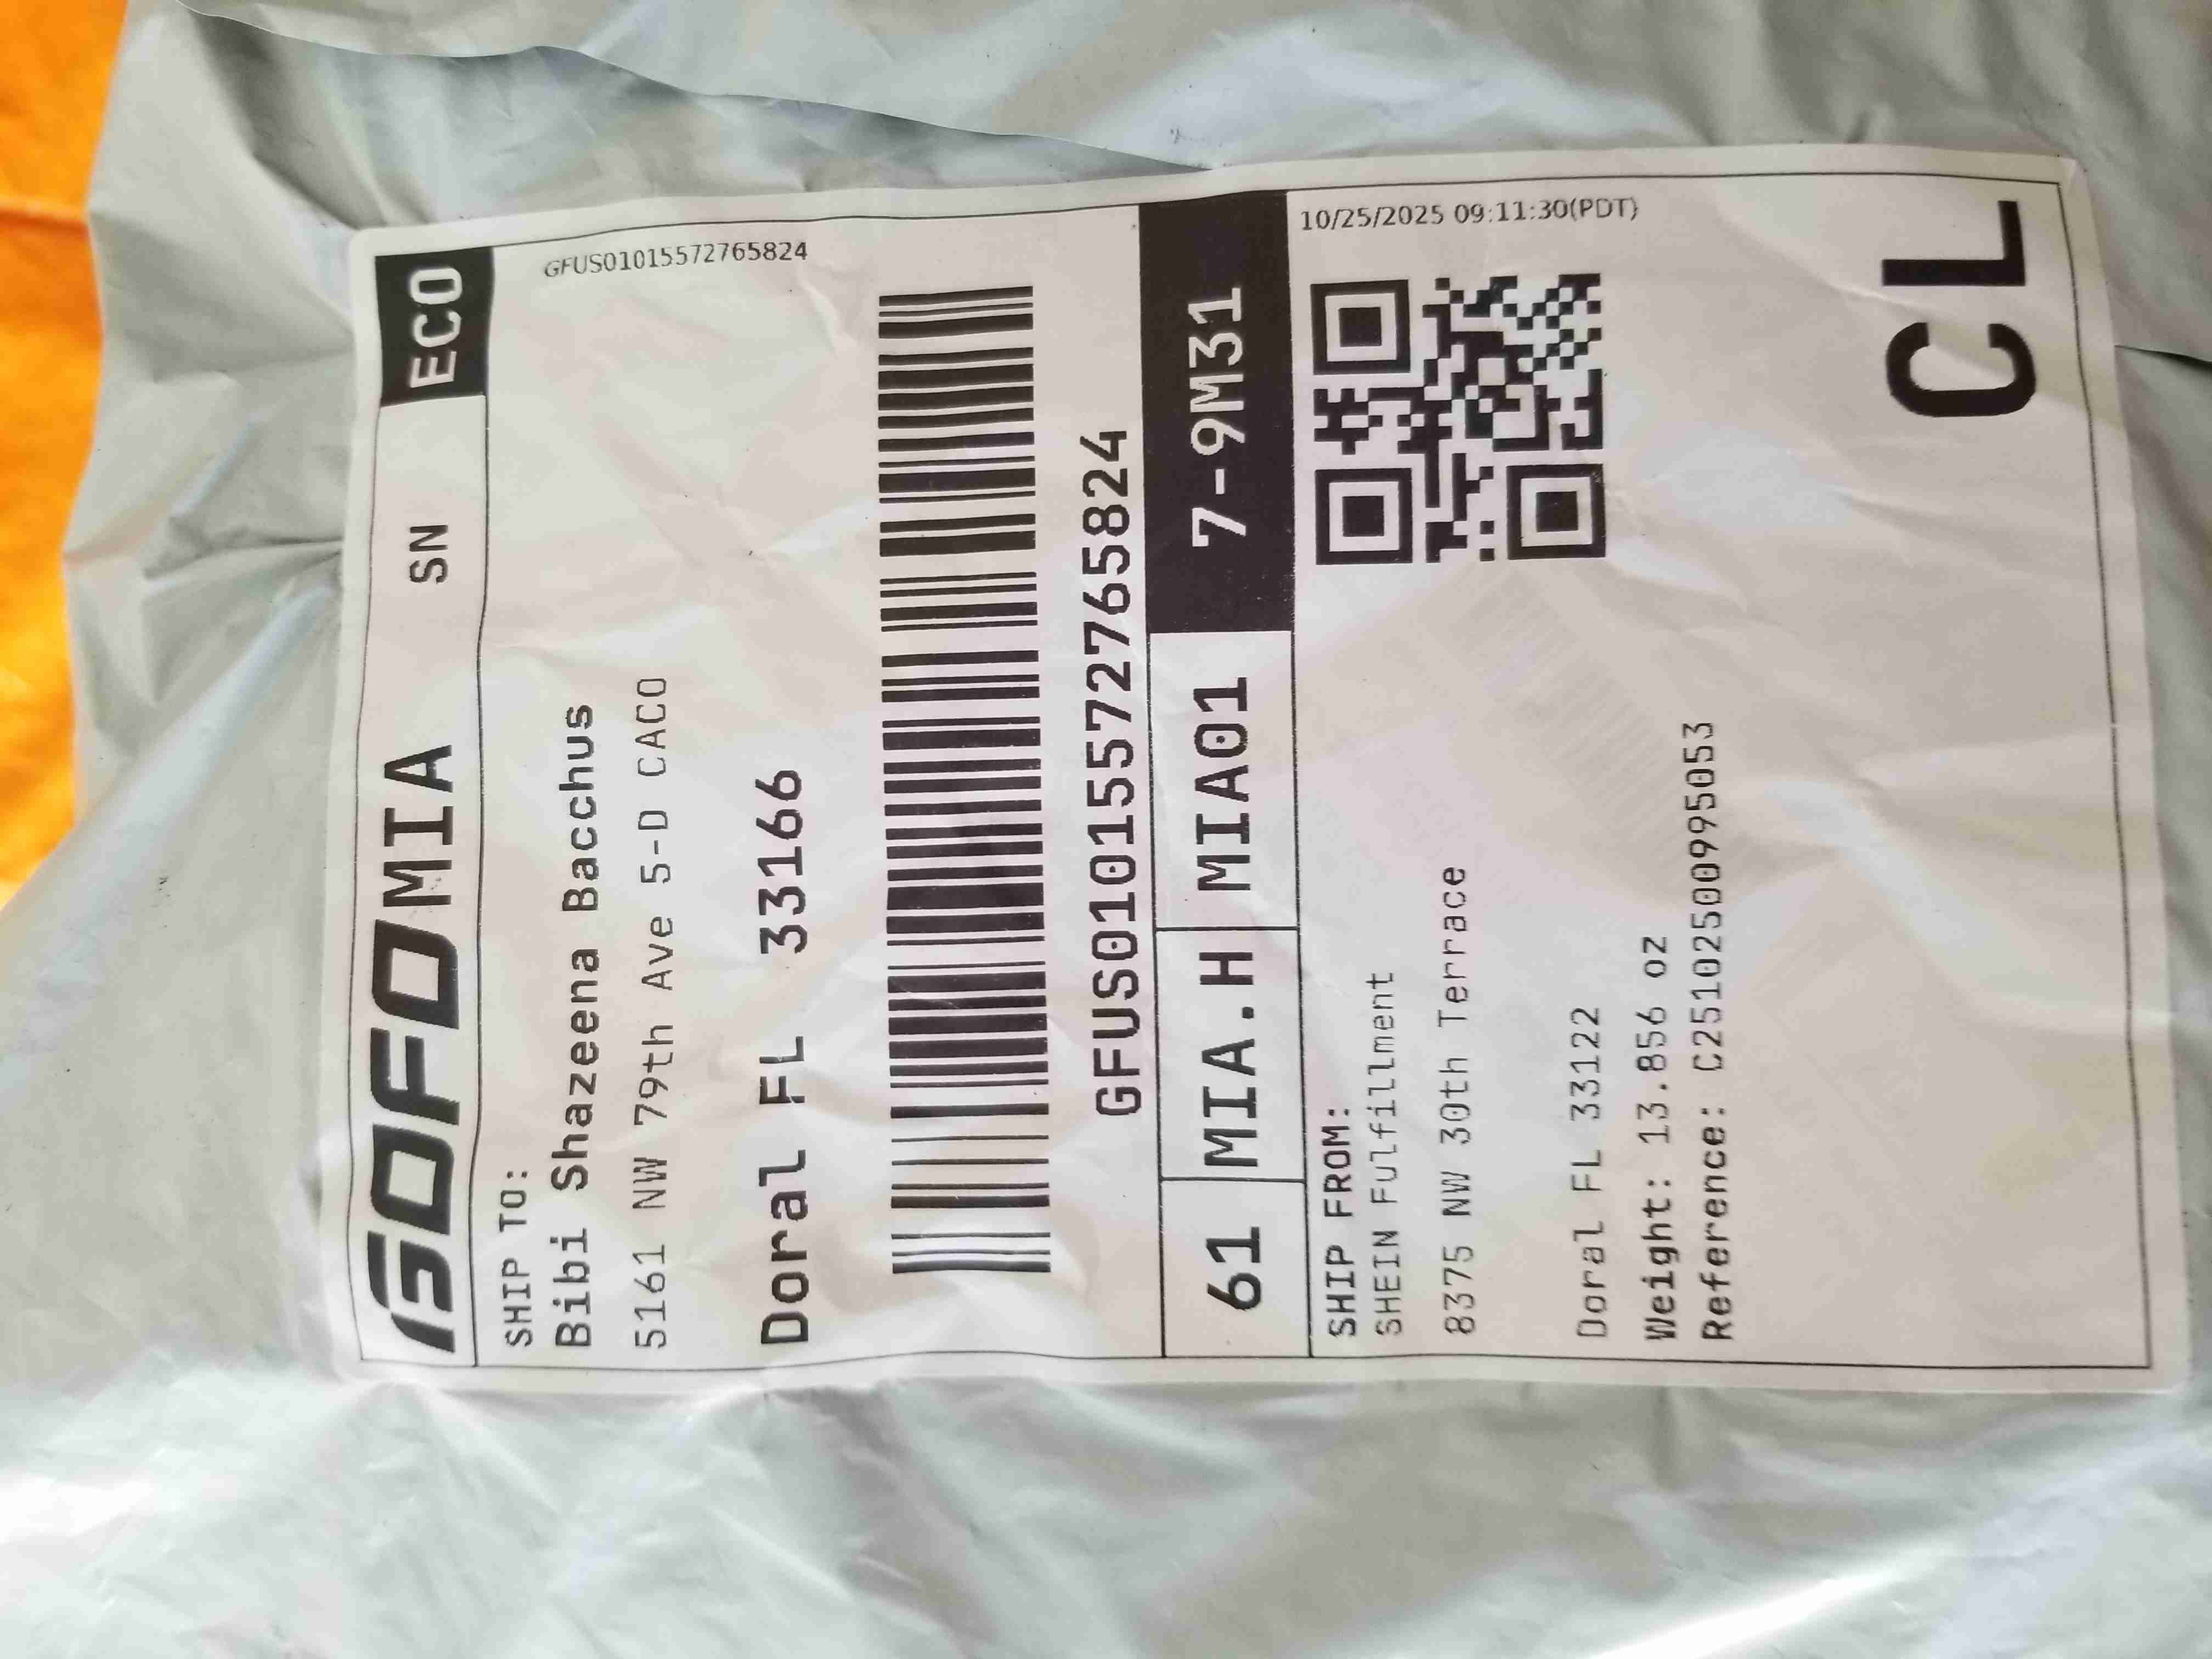 GOFO MIA SN ECO
GFUS01015572765824
SHIP TO:
Bibi Shazeena Bacchus
5161 NW 79th Ave 5-D CACO
Doral FL 33166
GFUS01015572765824
61 MIA.H MIA01 7-9M31
10/25/2025 09:11:30(PDT)
SHIP FROM:
SHEIN Fulfillment
8375 NW 30th Terrace
Doral FL 33122
Weight: 13.856 oz
Reference: C25102500995053
CL